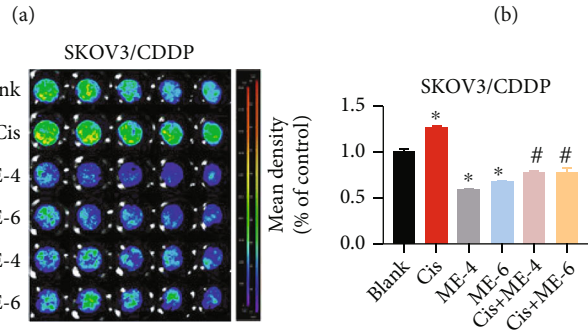 (a)
(b)
SKOV3/CDDP
nk
Cis
E-4
E-6
E-4
E-6
SKOV3/CDDP
Mean density
(% of control)
1.5
1.0
0.5
0.0
*
*
*
#
#
Blank
Cis
ME-4
ME-6
Cis+ME-4
Cis+ME-6